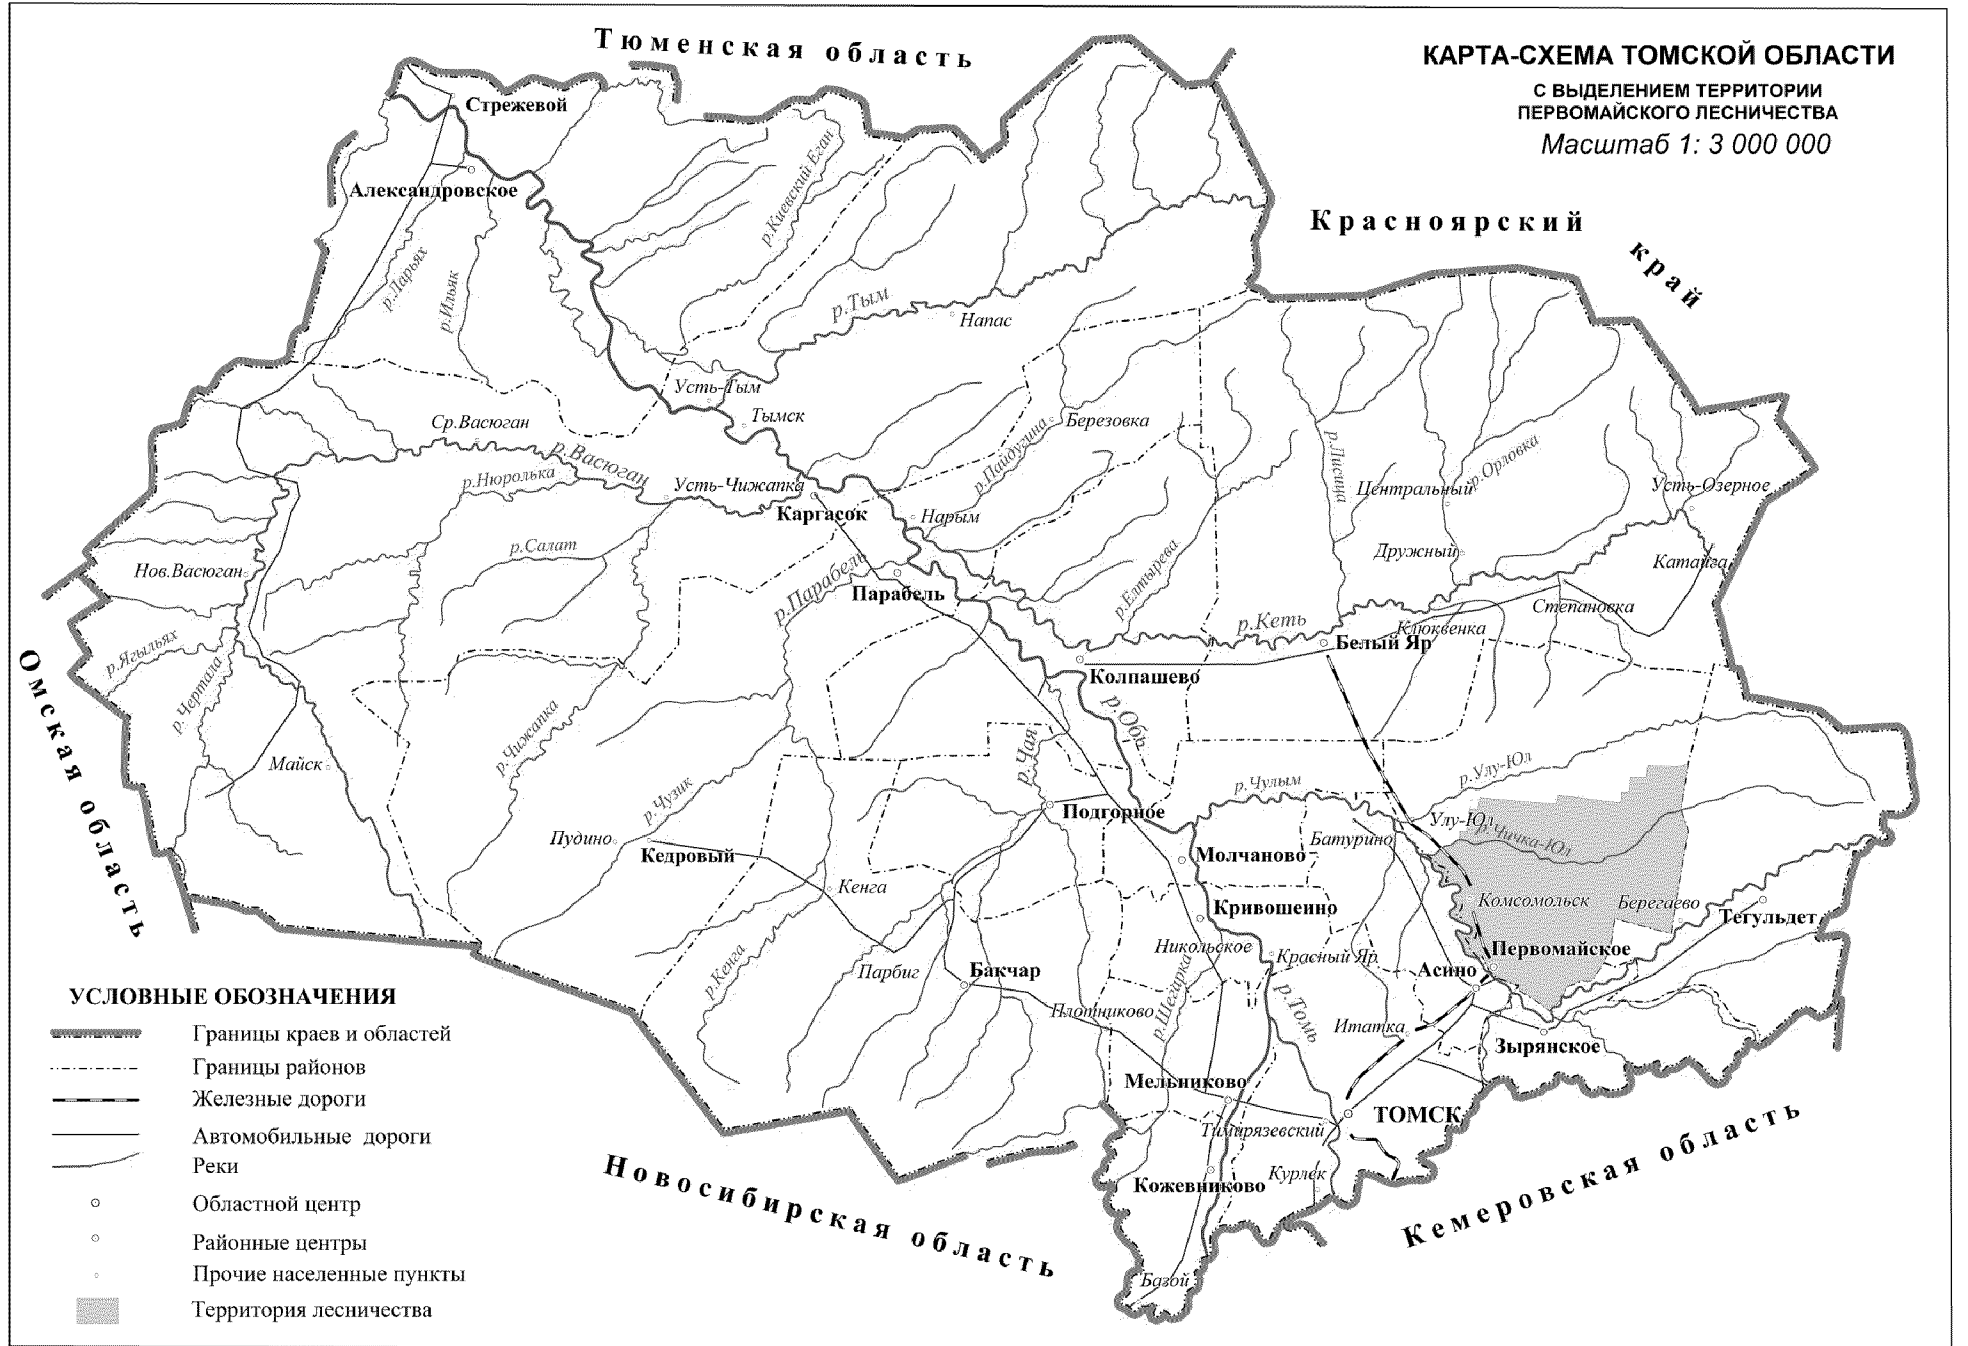 Тюменская область
КАРТА-СХЕМА ТОМСКОЙ ОБЛАСТИ
С ВЫДЕЛЕНИЕМ ТЕРРИТОРИИ
ПЕРВОМАЙСКОГО ЛЕСНИЧЕСТВА
Масштаб 1: 3 000 000
Стрежевой
Александровское
р.Киевский Еган
Красноярский край
р.Ларьях
р.Ильяк
р.Тым
Напас
Усть-Тым
Тымск
Ср.Васюган
р.Васюган
р.Нюролька
Усть-Чижапка
Каргасок
р.Пайдугина
Березовка
Нарым
р.Лисица
Центральный
р.Орловка
Усть-Озерное
р.Салат
Нов.Васюган
р.Парабель
Парабель
р.Елтырева
Дружный
Катайга
Степановка
р.Кеть
Клюквенка
Белый Яр
р.Ягыльях
р.Чертала
Омская область
Колпашево
р.Обь
р.Чижапка
Майск
р.Чая
р.Чузик
р.Чулым
р.Улу-Юл
Подгорное
Улу-Юл
р.Чичка-Юл
Батурино
Пудино
Кедровый
Молчаново
Кенга
Комсомольск
Берегаево
Тегульдет
Кривошеино
Никольское
Красный Яр
Первомайское
Асино
р.Кенга
Парбиг
Бакчар
р.Шегарка
р.Томь
Плотниково
Итатка
Зырянское
Мельниково
ТОМСК
Тимирязевский
Кожевниково
Курлек
Базой
Новосибирская область
Кемеровская область
УСЛОВНЫЕ ОБОЗНАЧЕНИЯ
Границы краев и областей
Границы районов
Железные дороги
Автомобильные дороги
Реки
Областной центр
Районные центры
Прочие населенные пункты
Территория лесничества